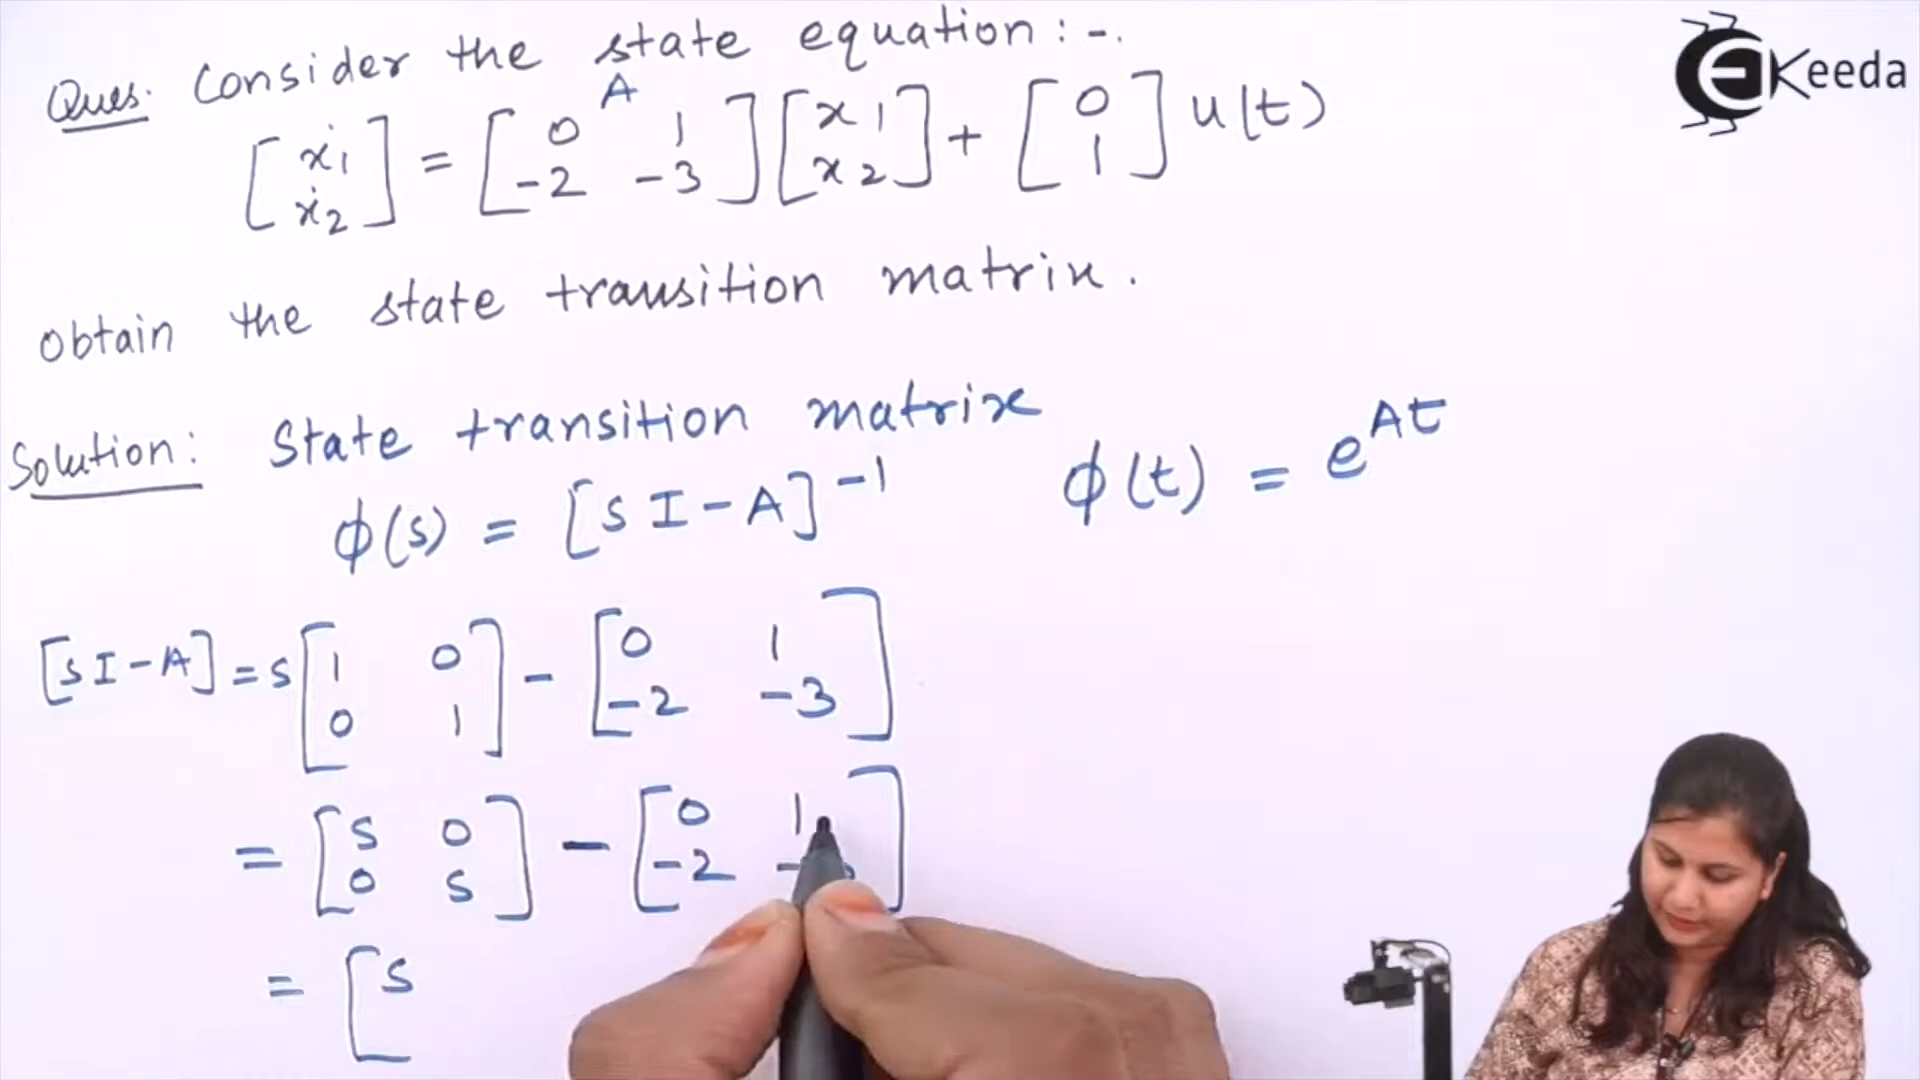 Ques. Consider the state equation :-.
A
[ẋ1 ẋ2] = [0 1 -2 -3] [x1 x2] + [0 1] u(t)
obtain the state transition matrix.
Solution: State transition matrix
ϕ(s) = [sI-A]^-1 ϕ(t) = e^At
[sI-A] = s [1 0 0 1] - [0 1 -2 -3]
= [s 0 0 s] - [0 1 -2
= [s
EKeeda